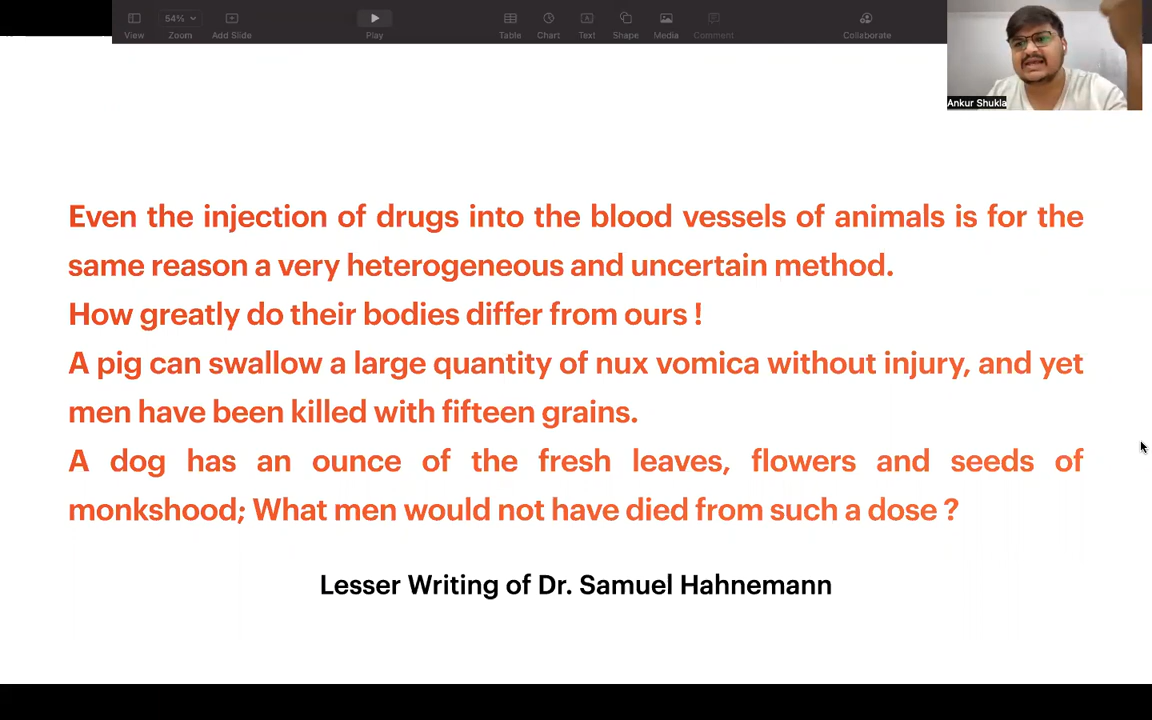 54%
View
Zoom
Add Slide
Play
Table
Chart
Text
Shape
Media
Comment
Collaborate
Ankur Shukla
Even the injection of drugs into the blood vessels of animals is for the
same reason a very heterogeneous and uncertain method.
How greatly do their bodies differ from ours !
A pig can swallow a large quantity of nux vomica without injury, and yet
men have been killed with fifteen grains.
A dog has an ounce of the fresh leaves, flowers and seeds of
monkshood; What men would not have died from such a dose ?
Lesser Writing of Dr. Samuel Hahnemann